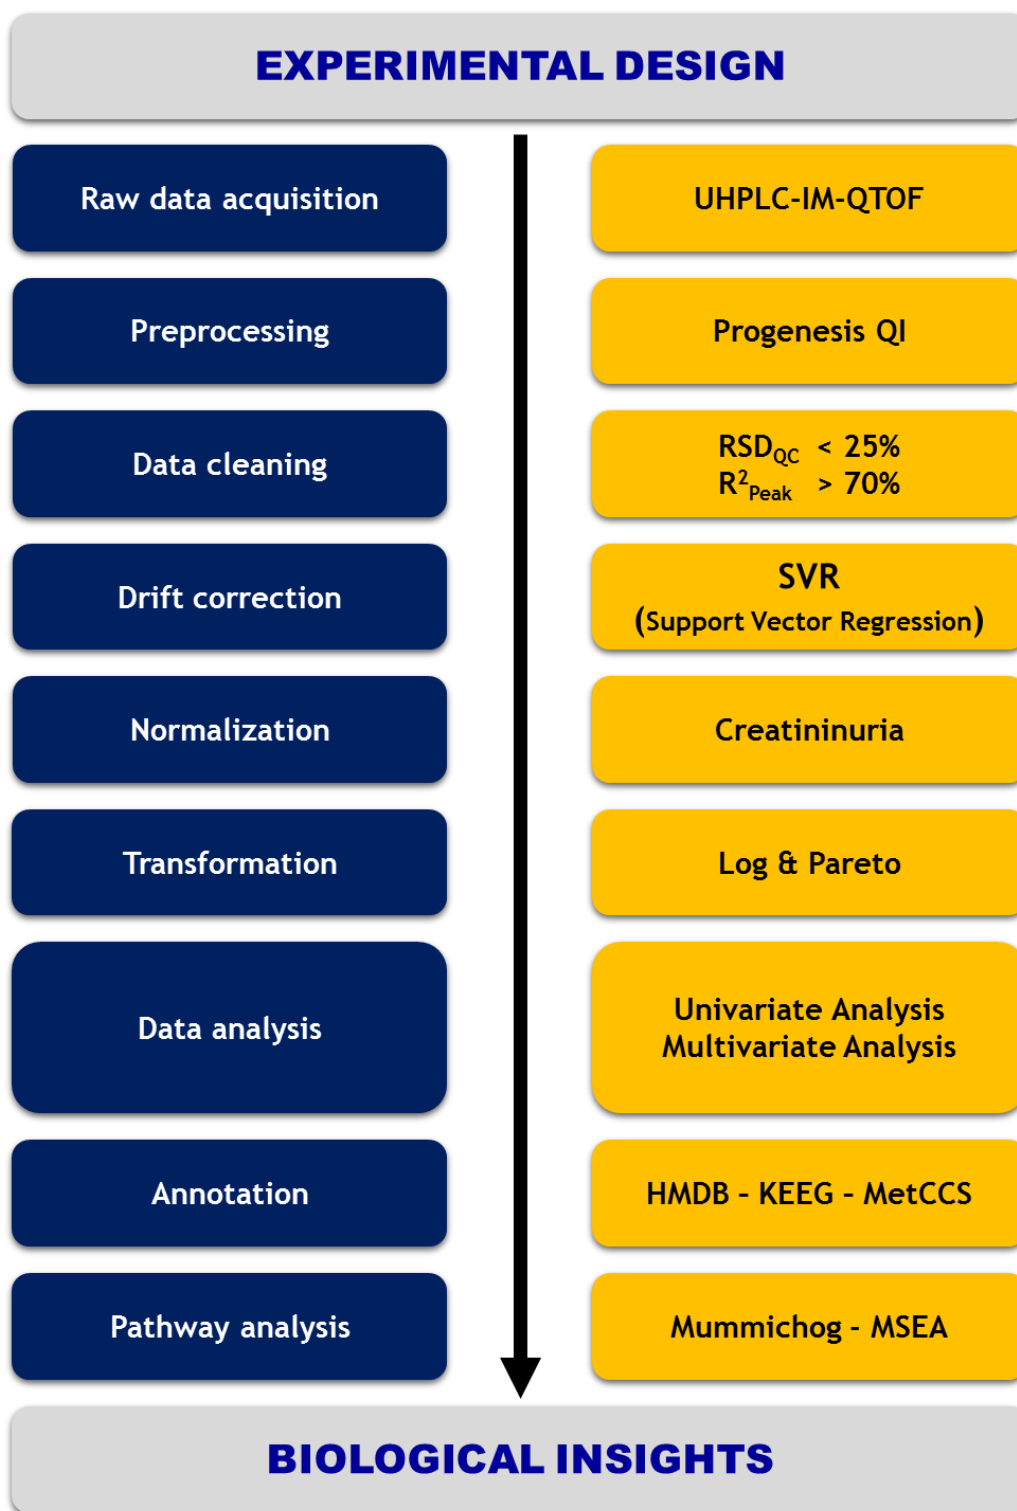 EXPERIMENTAL DESIGN
Raw data acquisition
UHPLC-IM-QTOF
Preprocessing
Progenesis QI
Data cleaning
RSD_QC < 25%
R²_Peak > 70%
Drift correction
SVR
(Support Vector Regression)
Normalization
Creatininuria
Transformation
Log & Pareto
Data analysis
Univariate Analysis
Multivariate Analysis
Annotation
HMDB - KEEG - MetCCS
Pathway analysis
Mummichog - MSEA
BIOLOGICAL INSIGHTS